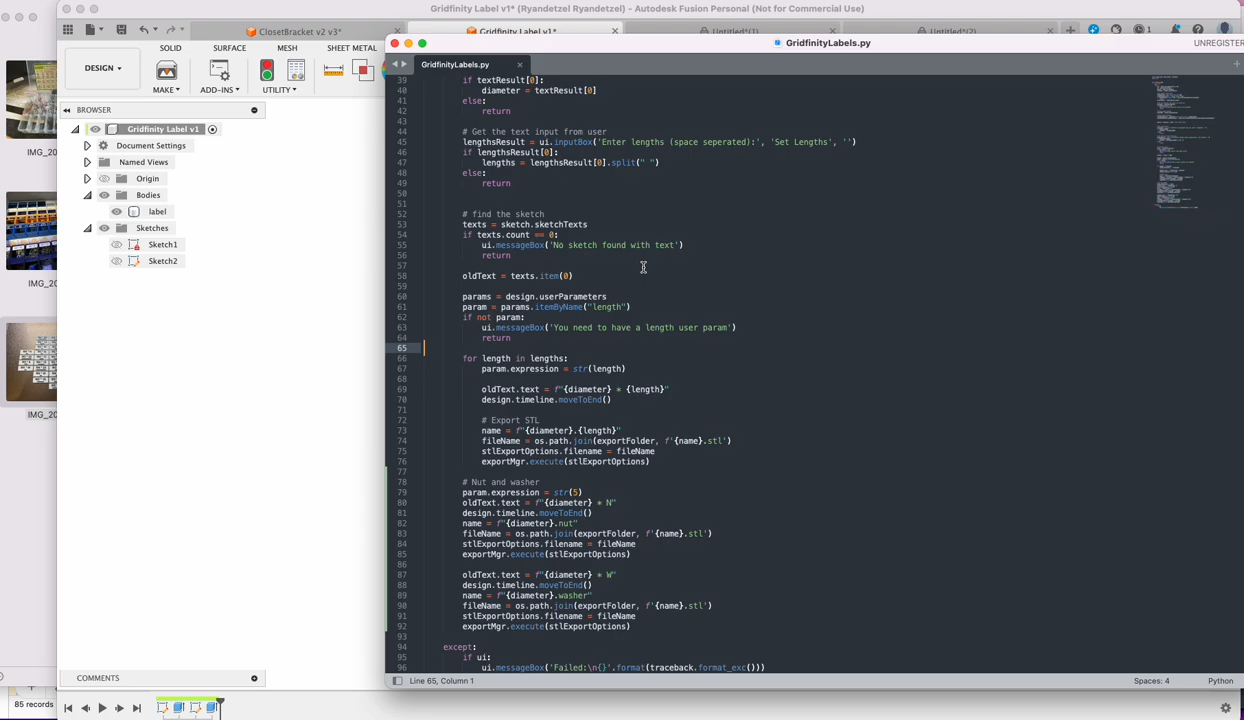 Gridfinity Label v1* (Ryandetzel Ryandetzel) - Autodesk Fusion Personal (Not for Commercial Use)
ClosetBracket v2 v3*
Gridfinity Label v1*
Untitled*(1)
Untitled*(2)
1
SOLID
SURFACE
MESH
SHEET METAL
DESIGN
MAKE
ADD-INS
UTILITY
BROWSER
Gridfinity Label v1
Document Settings
Named Views
Origin
Bodies
label
Sketches
Sketch1
Sketch2
COMMENTS
IMG_20
IMG_20
IMG_20
85 records
GridfinityLabels.py
UNREGISTER
GridfinityLabels.py
39 if textResult[0]:
40 diameter = textResult[0]
41 else:
42 return
43
44 # Get the text input from user
45 lengthsResult = ui.inputBox('Enter lengths (space seperated):', 'Set Lengths', '')
46 if lengthsResult[0]:
47 lengths = lengthsResult[0].split(" ")
48 else:
49 return
50
51
52 # find the sketch
53 texts = sketch.sketchTexts
54 if texts.count == 0:
55 ui.messageBox('No sketch found with text')
56 return
57
58 oldText = texts.item(0)
59
60 params = design.userParameters
61 param = params.itemByName("length")
62 if not param:
63 ui.messageBox('You need to have a length user param')
64 return
65
66 for length in lengths:
67 param.expression = str(length)
68
69 oldText.text = f"{diameter} * {length}"
70 design.timeline.moveToEnd()
71
72 # Export STL
73 name = f"{diameter}.{length}"
74 fileName = os.path.join(exportFolder, f'{name}.stl')
75 stlExportOptions.filename = fileName
76 exportMgr.execute(stlExportOptions)
77
78 # Nut and washer
79 param.expression = str(5)
80 oldText.text = f"{diameter} * N"
81 design.timeline.moveToEnd()
82 name = f"{diameter}.nut"
83 fileName = os.path.join(exportFolder, f'{name}.stl')
84 stlExportOptions.filename = fileName
85 exportMgr.execute(stlExportOptions)
86
87 oldText.text = f"{diameter} * W"
88 design.timeline.moveToEnd()
89 name = f"{diameter}.washer"
90 fileName = os.path.join(exportFolder, f'{name}.stl')
91 stlExportOptions.filename = fileName
92 exportMgr.execute(stlExportOptions)
93
94 except:
95 if ui:
96 ui.messageBox('Failed:\n{}'.format(traceback.format_exc()))
Line 65, Column 1
Spaces: 4
Python